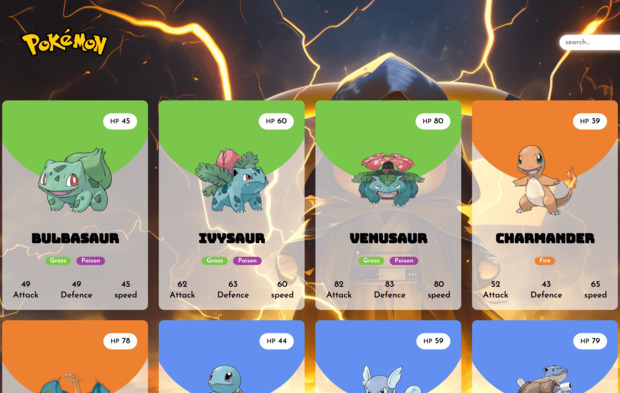 POKéMON
search...
HP 45
BULBASAUR
Grass Poison
49 49 45
Attack Defence speed
HP 60
IVYSAUR
Grass Poison
62 63 60
Attack Defence speed
HP 80
VENUSAUR
Grass Poison
82 83 80
Attack Defence speed
HP 39
CHARMANDER
Fire
52 43 65
Attack Defence speed
HP 78
HP 44
HP 59
HP 79